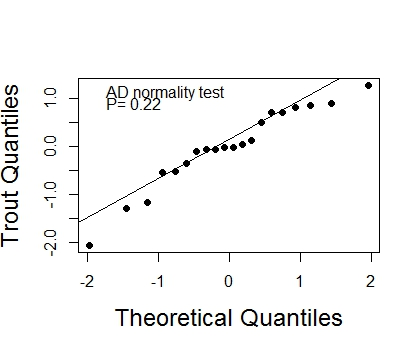 AD normality test
P= 0.22
Trout Quantiles
1.0
0.0
-1.0
-2.0
-2 -1 0 1 2
Theoretical Quantiles